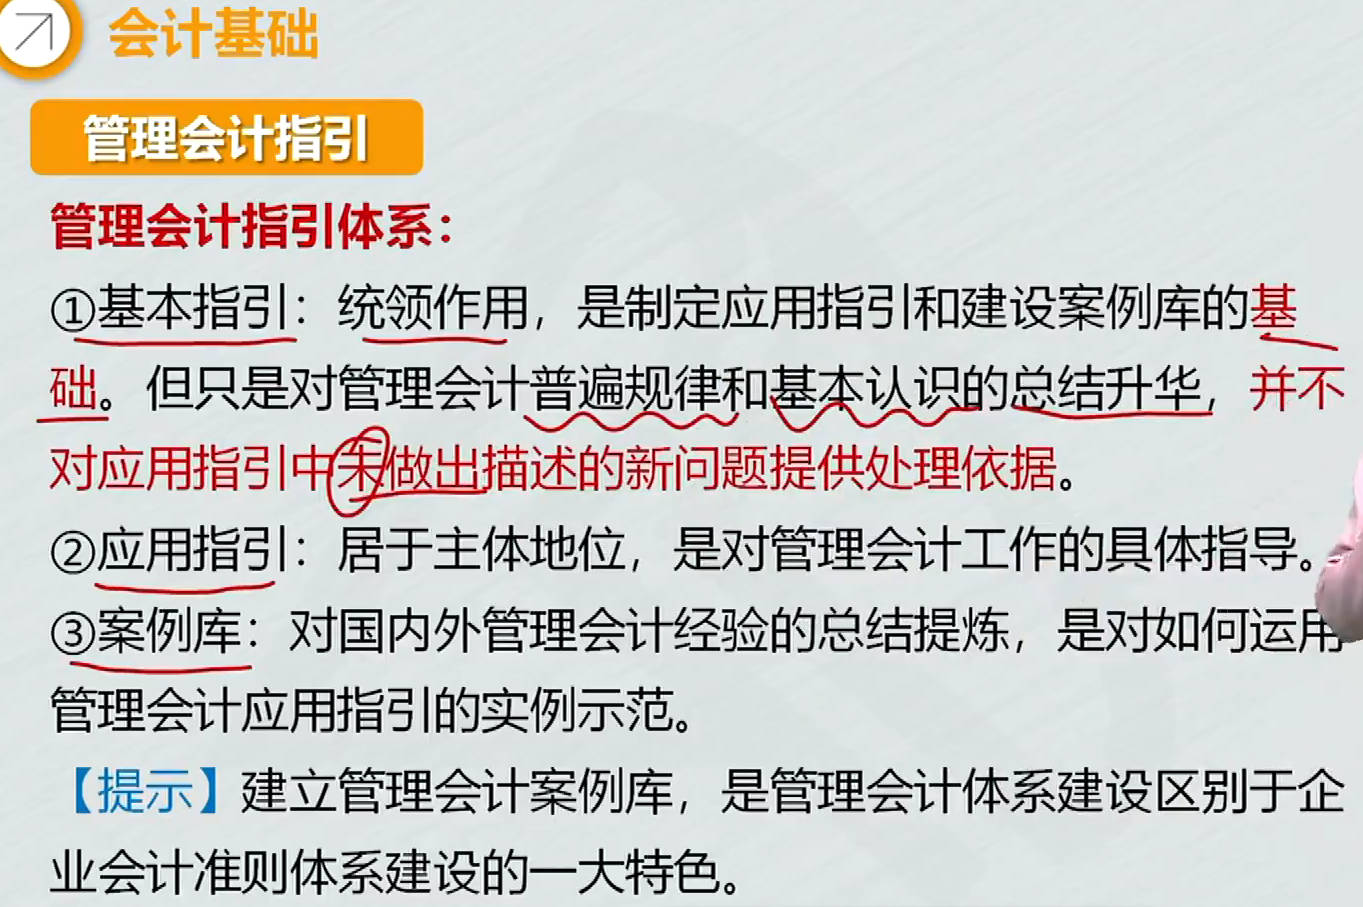 会计基础
管理会计指引
管理会计指引体系：
①基本指引：统领作用，是制定应用指引和建设案例库的基
础。但只是对管理会计普遍规律和基本认识的总结升华，并不
对应用指引中未做出描述的新问题提供处理依据。
②应用指引：居于主体地位，是对管理会计工作的具体指导。
③案例库：对国内外管理会计经验的总结提炼，是对如何运用
管理会计应用指引的实例示范。
【提示】建立管理会计案例库，是管理会计体系建设区别于企
业会计准则体系建设的一大特色。